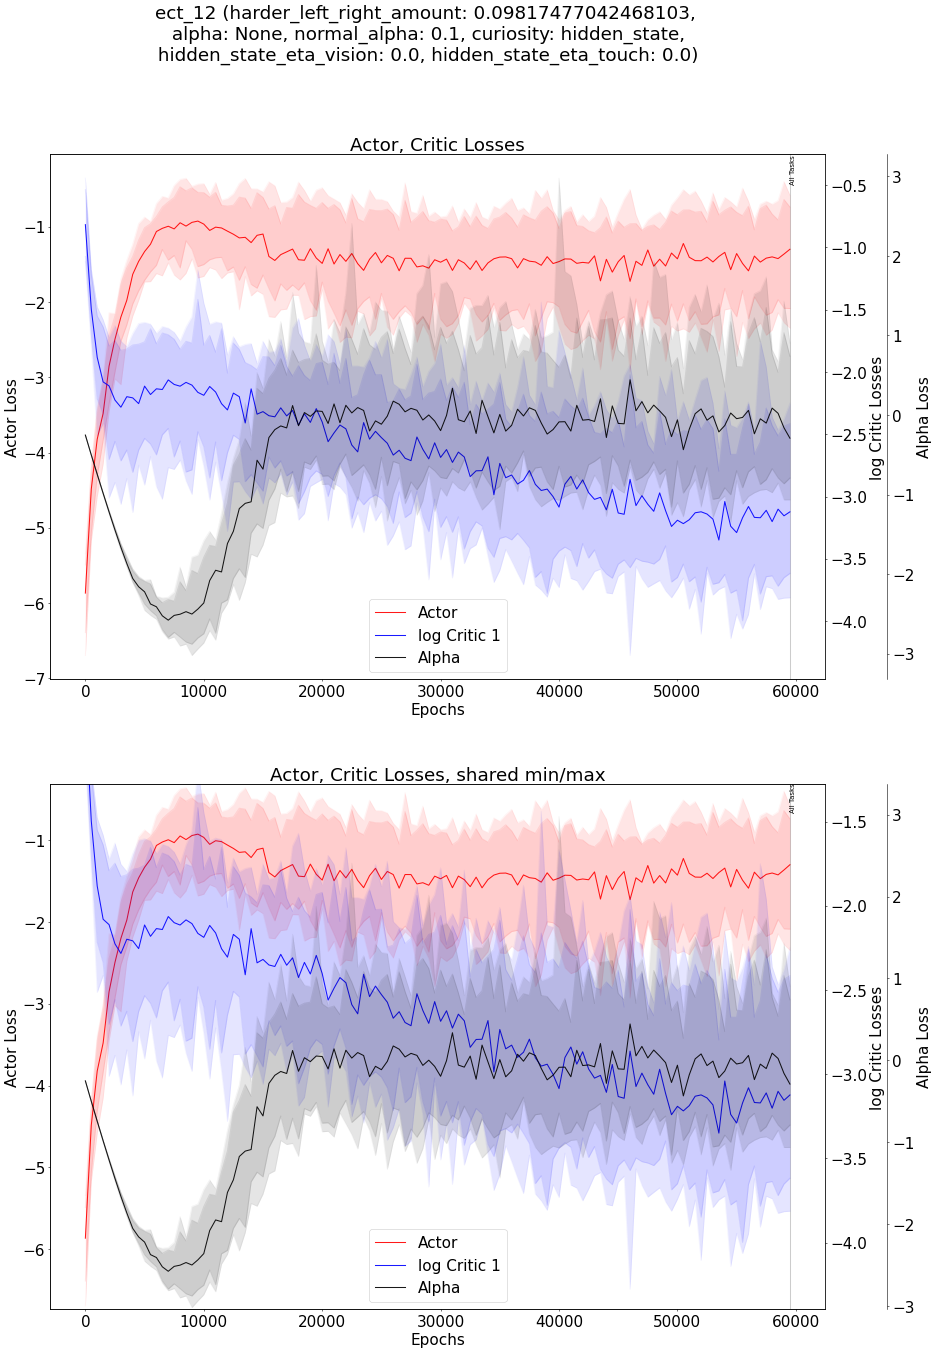 ect_12 (harder_left_right_amount: 0.09817477042468103,
alpha: None, normal_alpha: 0.1, curiosity: hidden_state,
hidden_state_eta_vision: 0.0, hidden_state_eta_touch: 0.0)
Actor, Critic Losses
All Tasks
−1
−2
−3
−4
−5
−6
−7
Actor Loss
−0.5
−1.0
−1.5
−2.0
−2.5
−3.0
−3.5
−4.0
log Critic Losses
3
2
1
0
−1
−2
−3
Alpha Loss
Actor
log Critic 1
Alpha
0 10000 20000 30000 40000 50000 60000
Epochs
Actor, Critic Losses, shared min/max
All Tasks
−1
−2
−3
−4
−5
−6
Actor Loss
−1.5
−2.0
−2.5
−3.0
−3.5
−4.0
log Critic Losses
3
2
1
0
−1
−2
−3
Alpha Loss
Actor
log Critic 1
Alpha
0 10000 20000 30000 40000 50000 60000
Epochs